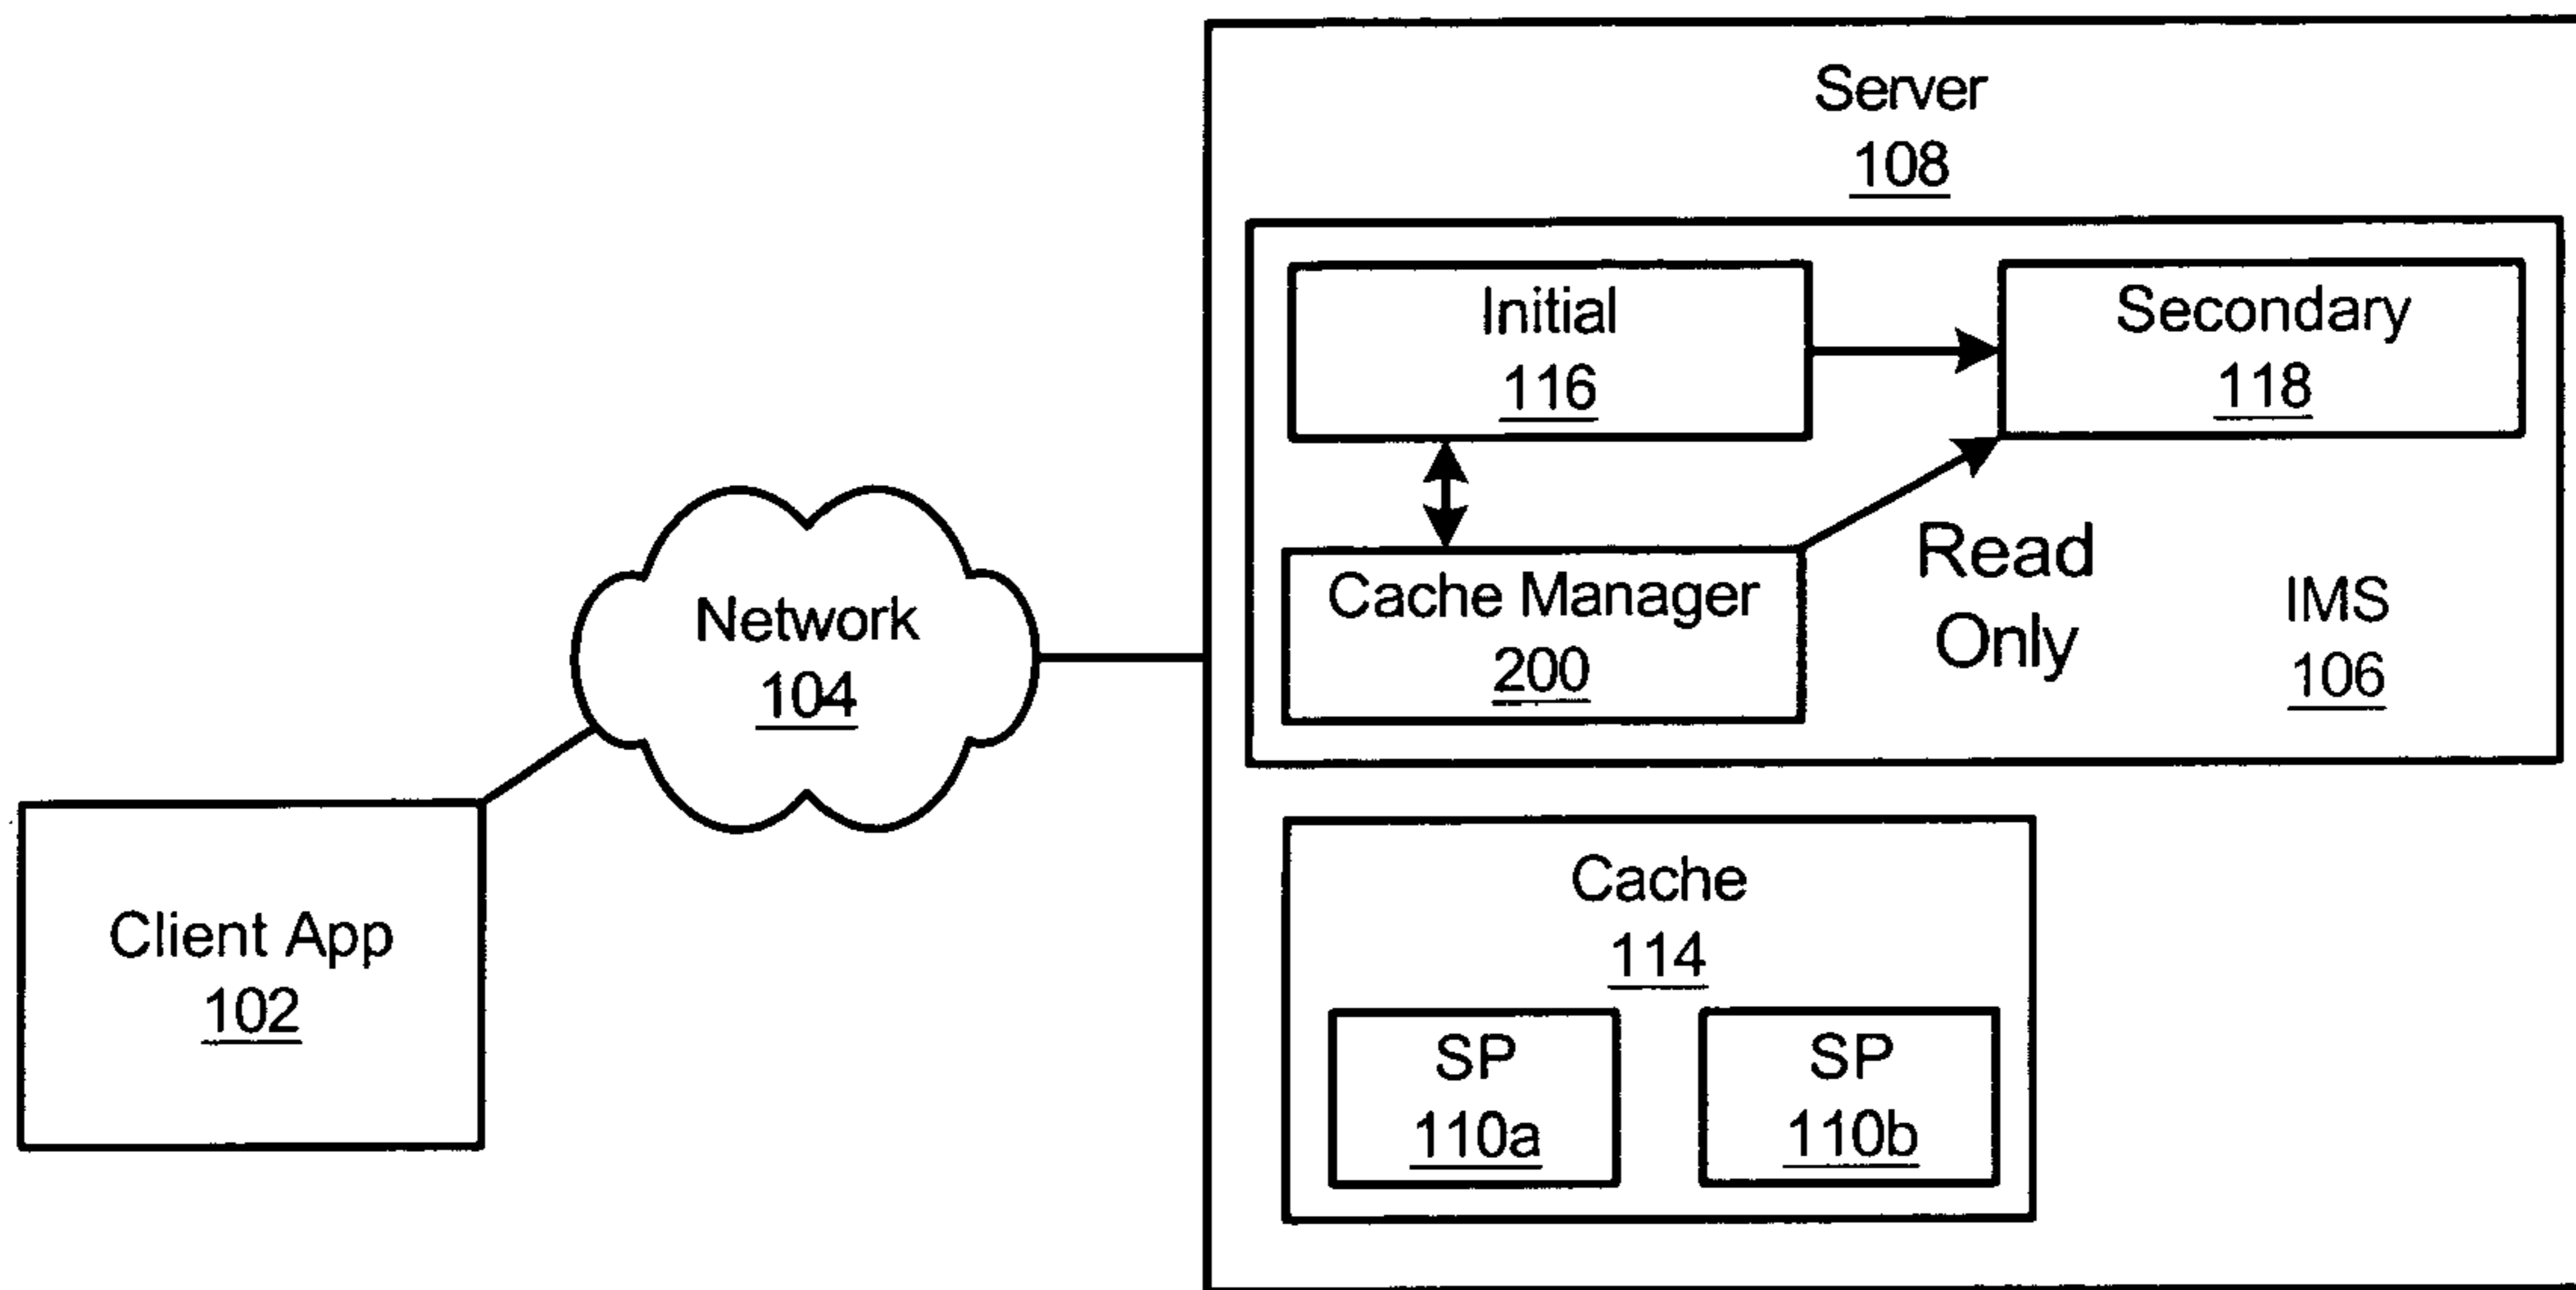 Server
108
Initial
116
Secondary
118
Cache Manager
200
Read
Only
IMS
106
Network
104
Client App
102
Cache
114
SP
110a
SP
110b